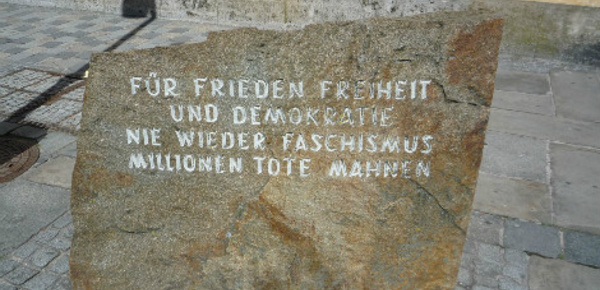 FÜR FRIEDEN FREIHEIT
UND DEMOKRATIE
NIE WIEDER FASCHISMUS
MILLIONEN TOTE MAHNEN